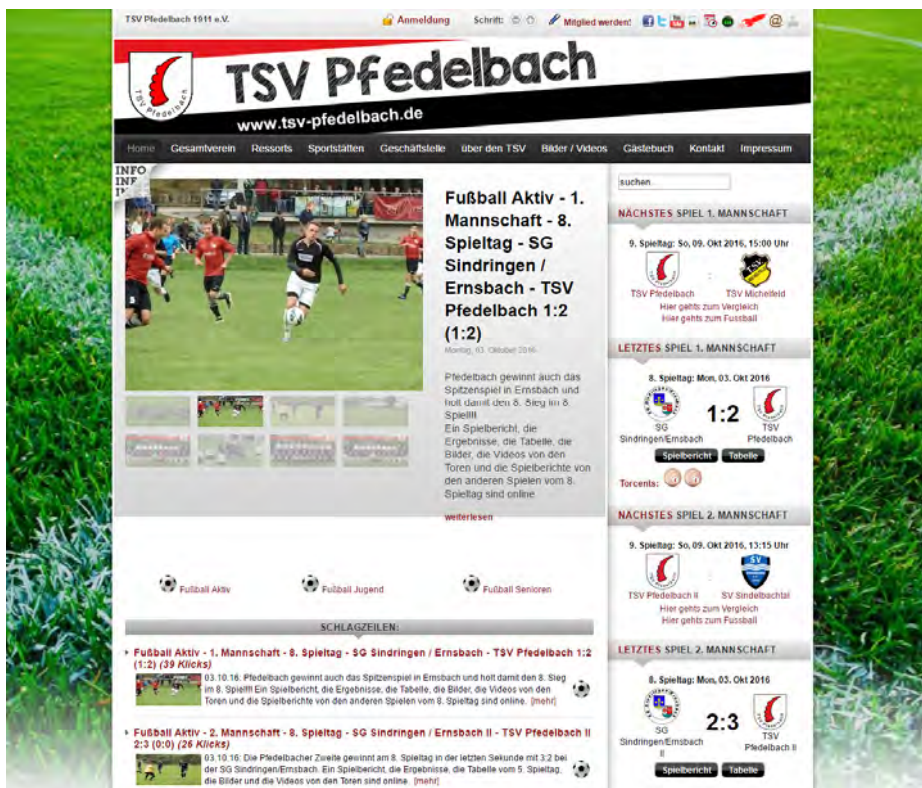 TSV Pfedelbach 1911 e.V.
Anmeldung
Schrift:
Mitglied werden!
TSV Pfedelbach
TSV Pfedelbach
www.tsv-pfedelbach.de
Home Gesamtverein Ressorts Sportstätten Geschäftstelle über den TSV Bilder / Videos Gästebuch Kontakt Impressum
INFO
Fußball Aktiv - 1.
Mannschaft - 8.
Spieltag - SG
Sindringen /
Ernsbach - TSV
Pfedelbach 1:2
(1:2)
Montag, 03. Oktober 2016
Pfedelbach gewinnt auch das
Spitzenspiel in Ernsbach und
holt damit den 8. Sieg im 8.
Spiel!!!!
Ein Spielbericht, die
Ergebnisse, die Tabelle, die
Bilder, die Videos von den
Toren und die Spielberichte von
den anderen Spielen vom 8.
Spieltag sind online
weiterlesen
Fußball Aktiv
Fußball Jugend
Fußball Senioren
SCHLAGZEILEN:
Fußball Aktiv - 1. Mannschaft - 8. Spieltag - SG Sindringen / Ernsbach - TSV Pfedelbach 1:2
(1:2) (39 Klicks)
03.10.16: Pfedelbach gewinnt auch das Spitzenspiel in Ernsbach und holt damit den 8. Sieg
im 8. Spiel!!!! Ein Spielbericht, die Ergebnisse, die Tabelle, die Bilder, die Videos von den
Toren und die Spielberichte von den anderen Spielen vom 8. Spieltag sind online. [mehr]
Fußball Aktiv - 2. Mannschaft - 8. Spieltag - SG Sindringen / Ernsbach II - TSV Pfedelbach II
2:3 (0:0) (26 Klicks)
03.10.16: Die Pfedelbacher Zweite gewinnt am 8. Spieltag in der letzten Sekunde mit 3:2 bei
der SG Sindringen/Ernsbach. Ein Spielbericht, die Ergebnisse, die Tabelle vom 5. Spieltag,
die Bilder und die Videos von den Toren sind online. [mehr]
suchen
NÄCHSTES SPIEL 1. MANNSCHAFT
9. Spieltag: So, 09. Okt 2016, 15:00 Uhr
:
TSV Pfedelbach TSV Michelfeld
Hier gehts zum Vergleich
Hier gehts zum Fussball
LETZTES SPIEL 1. MANNSCHAFT
8. Spieltag: Mon, 03. Okt 2016
1:2
SG
Sindringen/Ernsbach
TSV
Pfedelbach
Spielbericht Tabelle
Torcents:
NÄCHSTES SPIEL 2. MANNSCHAFT
9. Spieltag: So, 09. Okt 2016, 13:15 Uhr
SV
:
TSV Pfedelbach II SV Sindelbachtal
Hier gehts zum Vergleich
Hier gehts zum Fussball
LETZTES SPIEL 2. MANNSCHAFT
8. Spieltag: Mon, 03. Okt 2016
2:3
SG
Sindringen/Ernsbach
II
TSV
Pfedelbach II
Spielbericht Tabelle